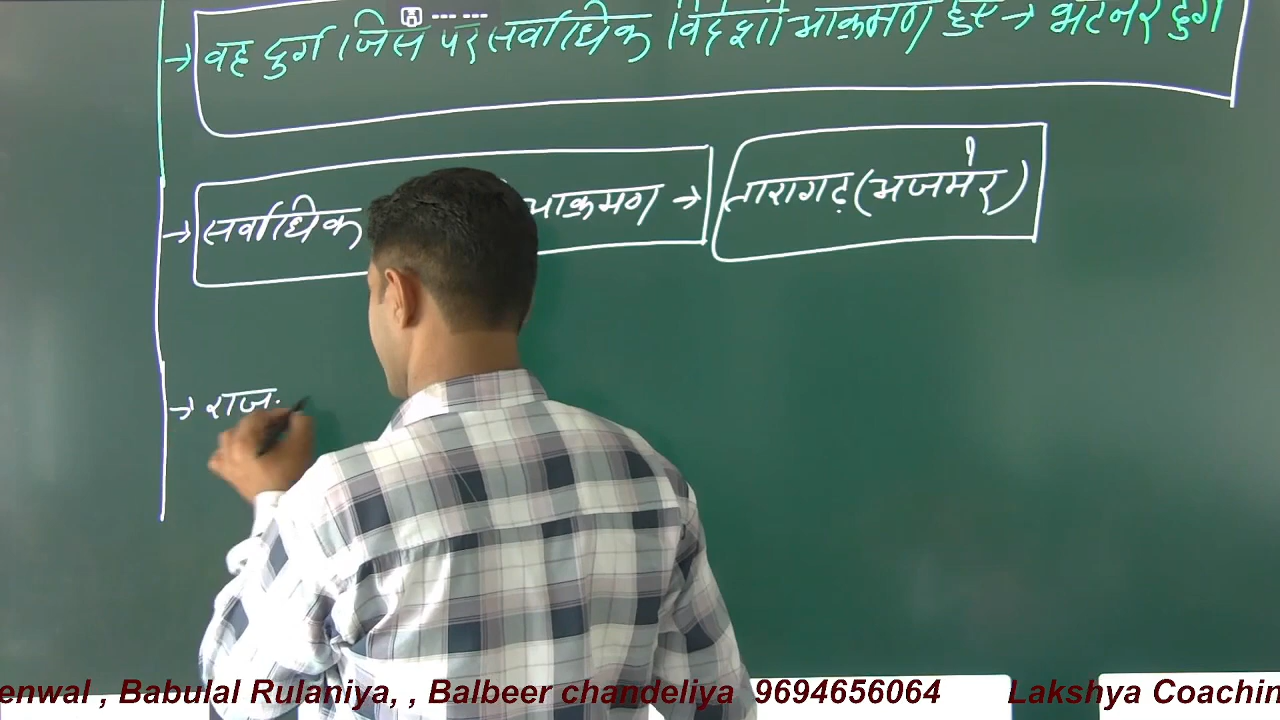 → वह दुर्ग जिस पर सर्वाधिक विदेशी आक्रमण हुए → भटनेर दुर्ग
→ सर्वाधिक आक्रमण → तारागढ़ (अजमेर)
→ राज.
enwal , Babulal Rulaniya, , Balbeer chandeliya 9694656064 Lakshya Coachin